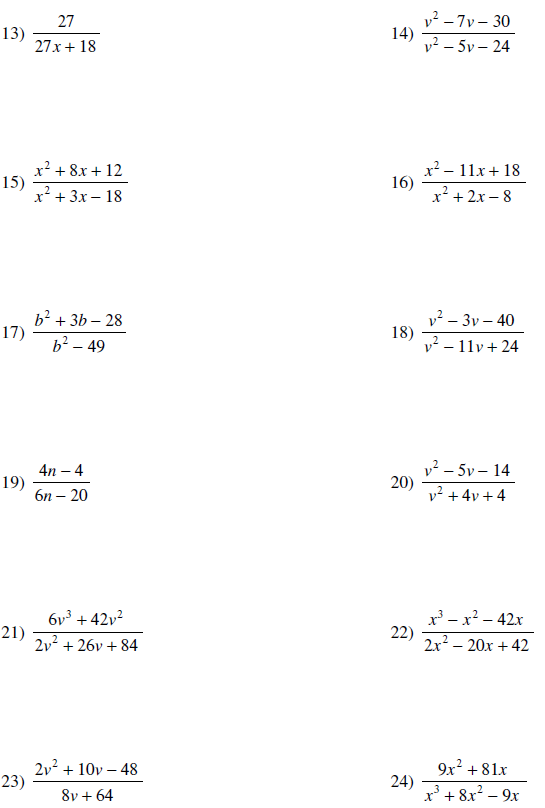 13) 27/(27x + 18)
14) (v² – 7v – 30)/(v² – 5v – 24)
15) (x² + 8x + 12)/(x² + 3x – 18)
16) (x² – 11x + 18)/(x² + 2x – 8)
17) (b² + 3b – 28)/(b² – 49)
18) (v² – 3v – 40)/(v² – 11v + 24)
19) (4n – 4)/(6n – 20)
20) (v² – 5v – 14)/(v² + 4v + 4)
21) (6v³ + 42v²)/(2v² + 26v + 84)
22) (x³ – x² – 42x)/(2x² – 20x + 42)
23) (2v² + 10v – 48)/(8v + 64)
24) (9x² + 81x)/(x³ + 8x² – 9x)